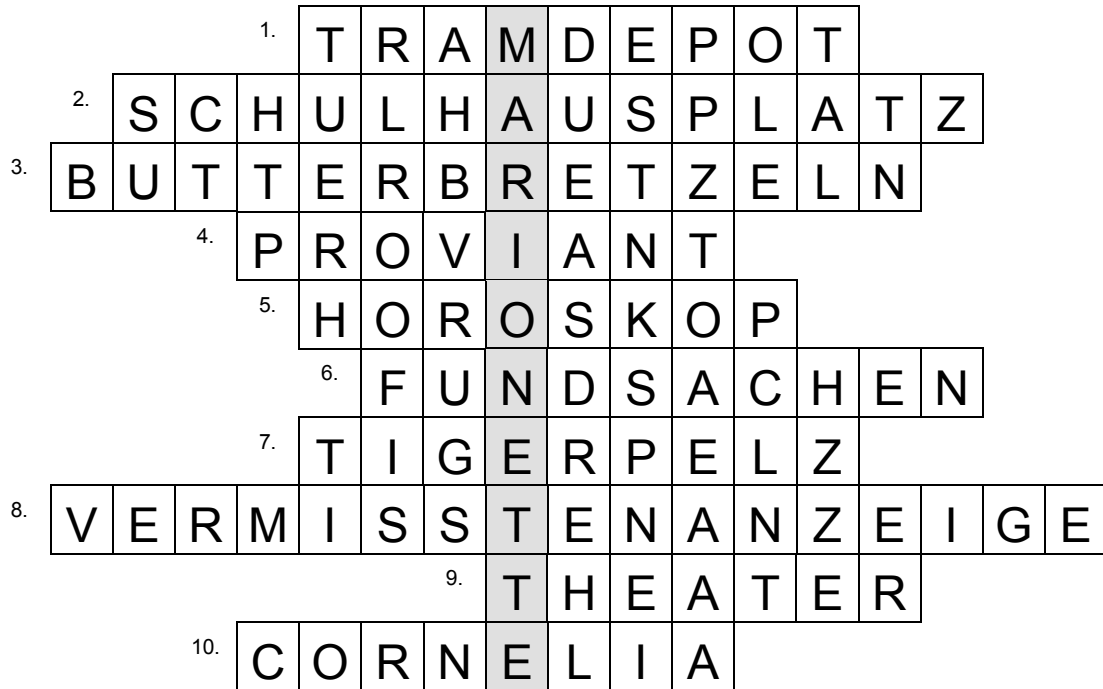 1. TRAMDEPOT
2. SCHULHAUSPLATZ
3. BUTTERBRETZELN
4. PROVIANT
5. HOROSKOP
6. FUNDSACHEN
7. TIGERPELZ
8. VERMISSTENANZEIGE
9. THEATER
10. CORNELIA